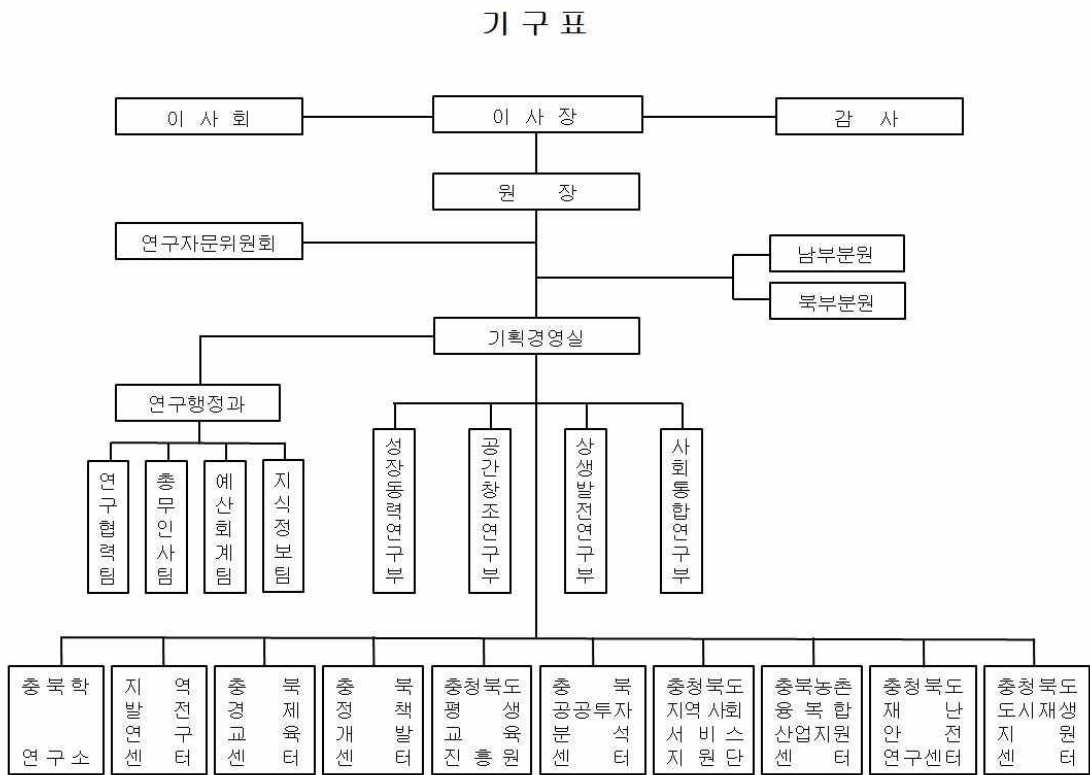 기 구 표
이 사 회
이 사 장
감 사
원 장
연구자문위원회
남부분원
북부분원
기획경영실
연구행정과
연구협력팀
총무인사팀
예산회계팀
지식정보팀
성장동력연구부
공간창조연구부
상생발전연구부
사회통합연구부
충 북 학
연 구 소
지 역
발 전
연 구
센 터
충 북
경 제
교 육
센 터
충 북
정 책
개 발
센 터
충청북도
평 생
교 육
진 흥 원
충 북
공공투자
분 석
센 터
충청북도
지역사회
서 비 스
지 원 단
충북농촌
융 복 합
산업지원
센 터
충청북도
재 난
안 전
연구센터
충청북도
도시재생
지 원
센 터